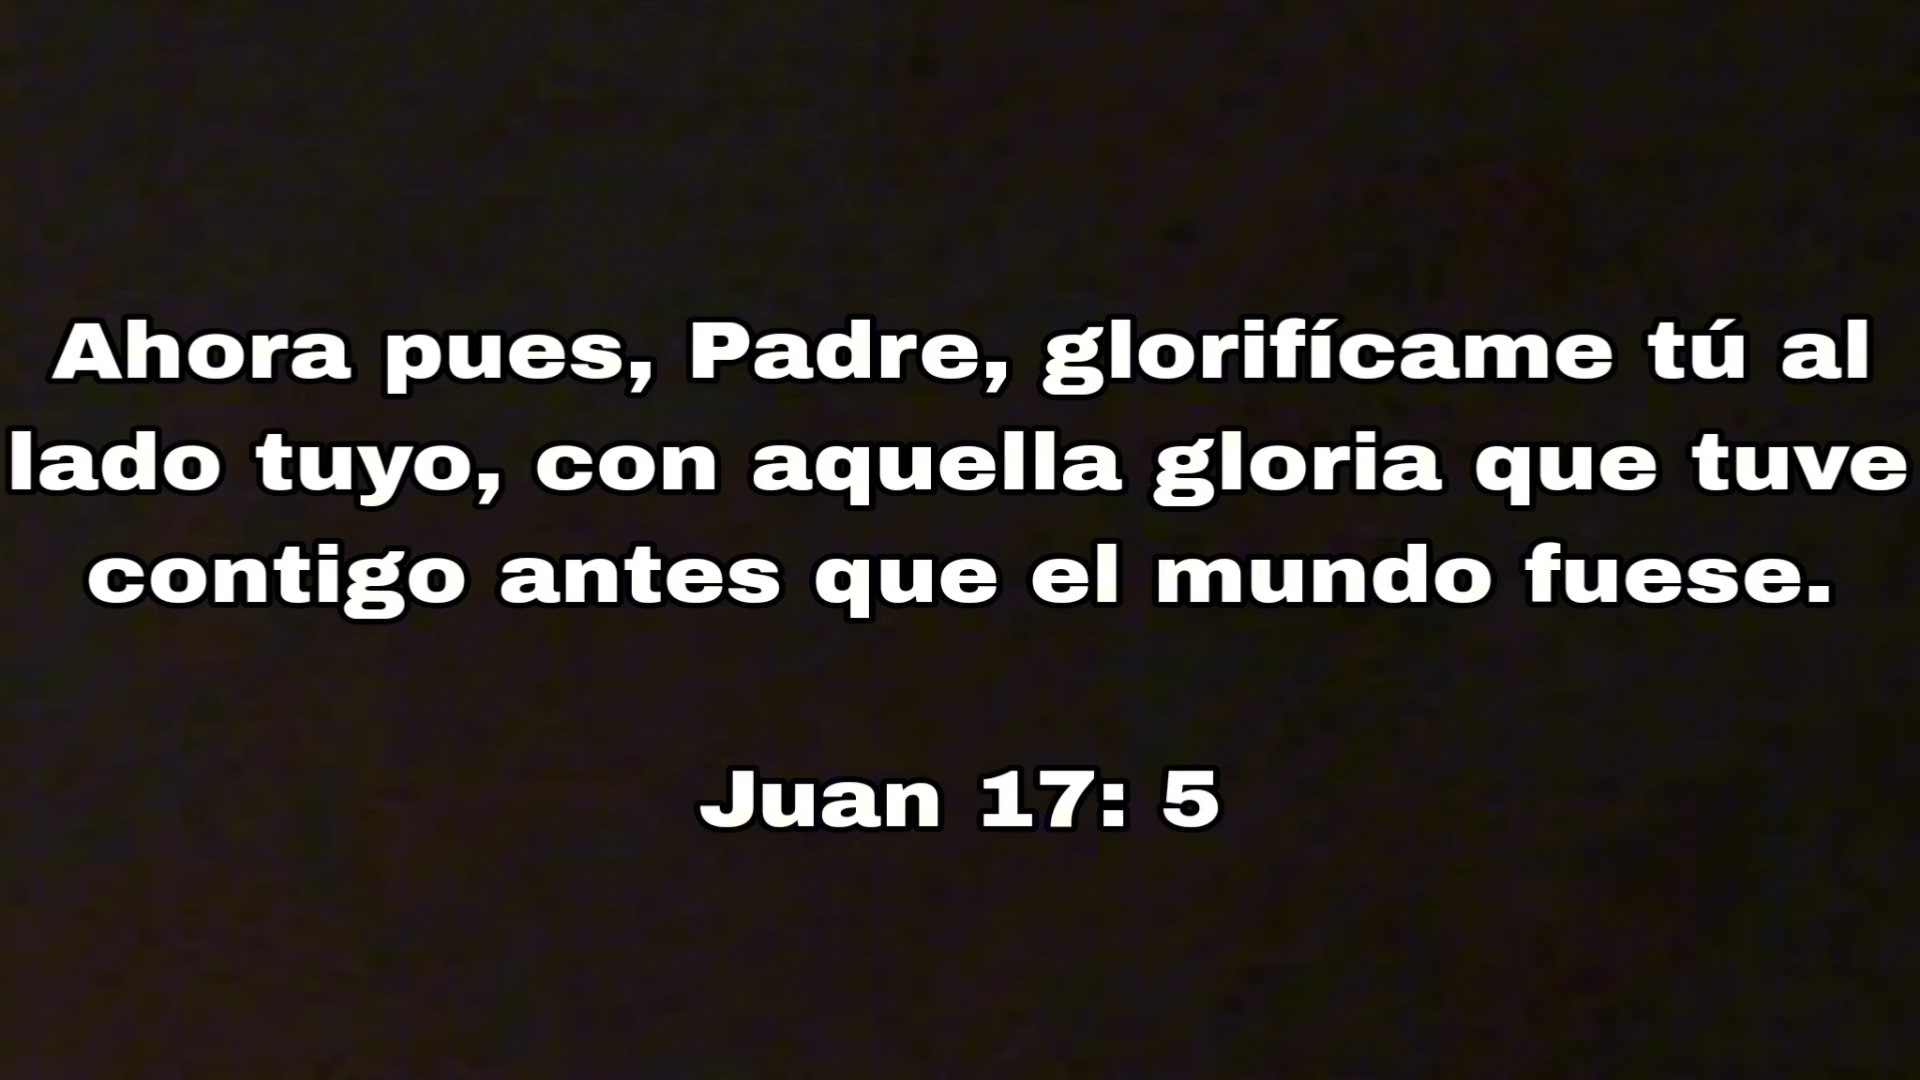 Ahora pues, Padre, glorifícame tú al
lado tuyo, con aquella gloria que tuve
contigo antes que el mundo fuese.
Juan 17: 5